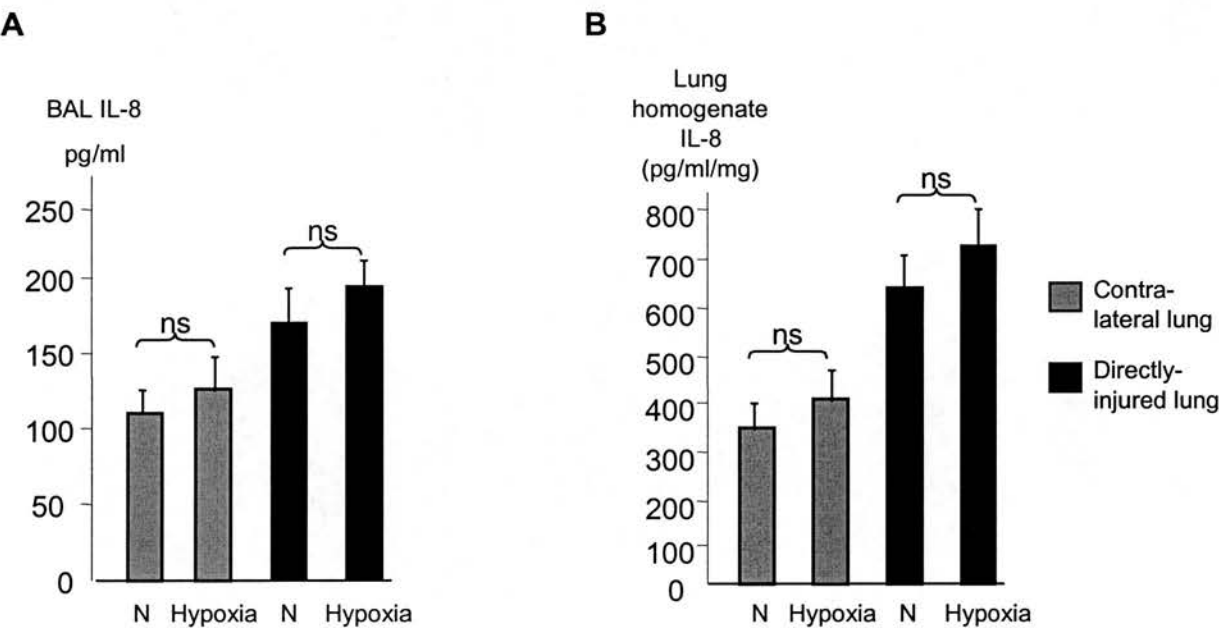 A
BAL IL-8
pg/ml
250
200
150
100
50
0
ns
ns
N Hypoxia N Hypoxia
B
Lung
homogenate
IL-8
(pg/ml/mg)
800
700
600
500
400
300
200
100
0
ns
ns
N Hypoxia N Hypoxia
Contra-
lateral lung
Directly-
injured lung